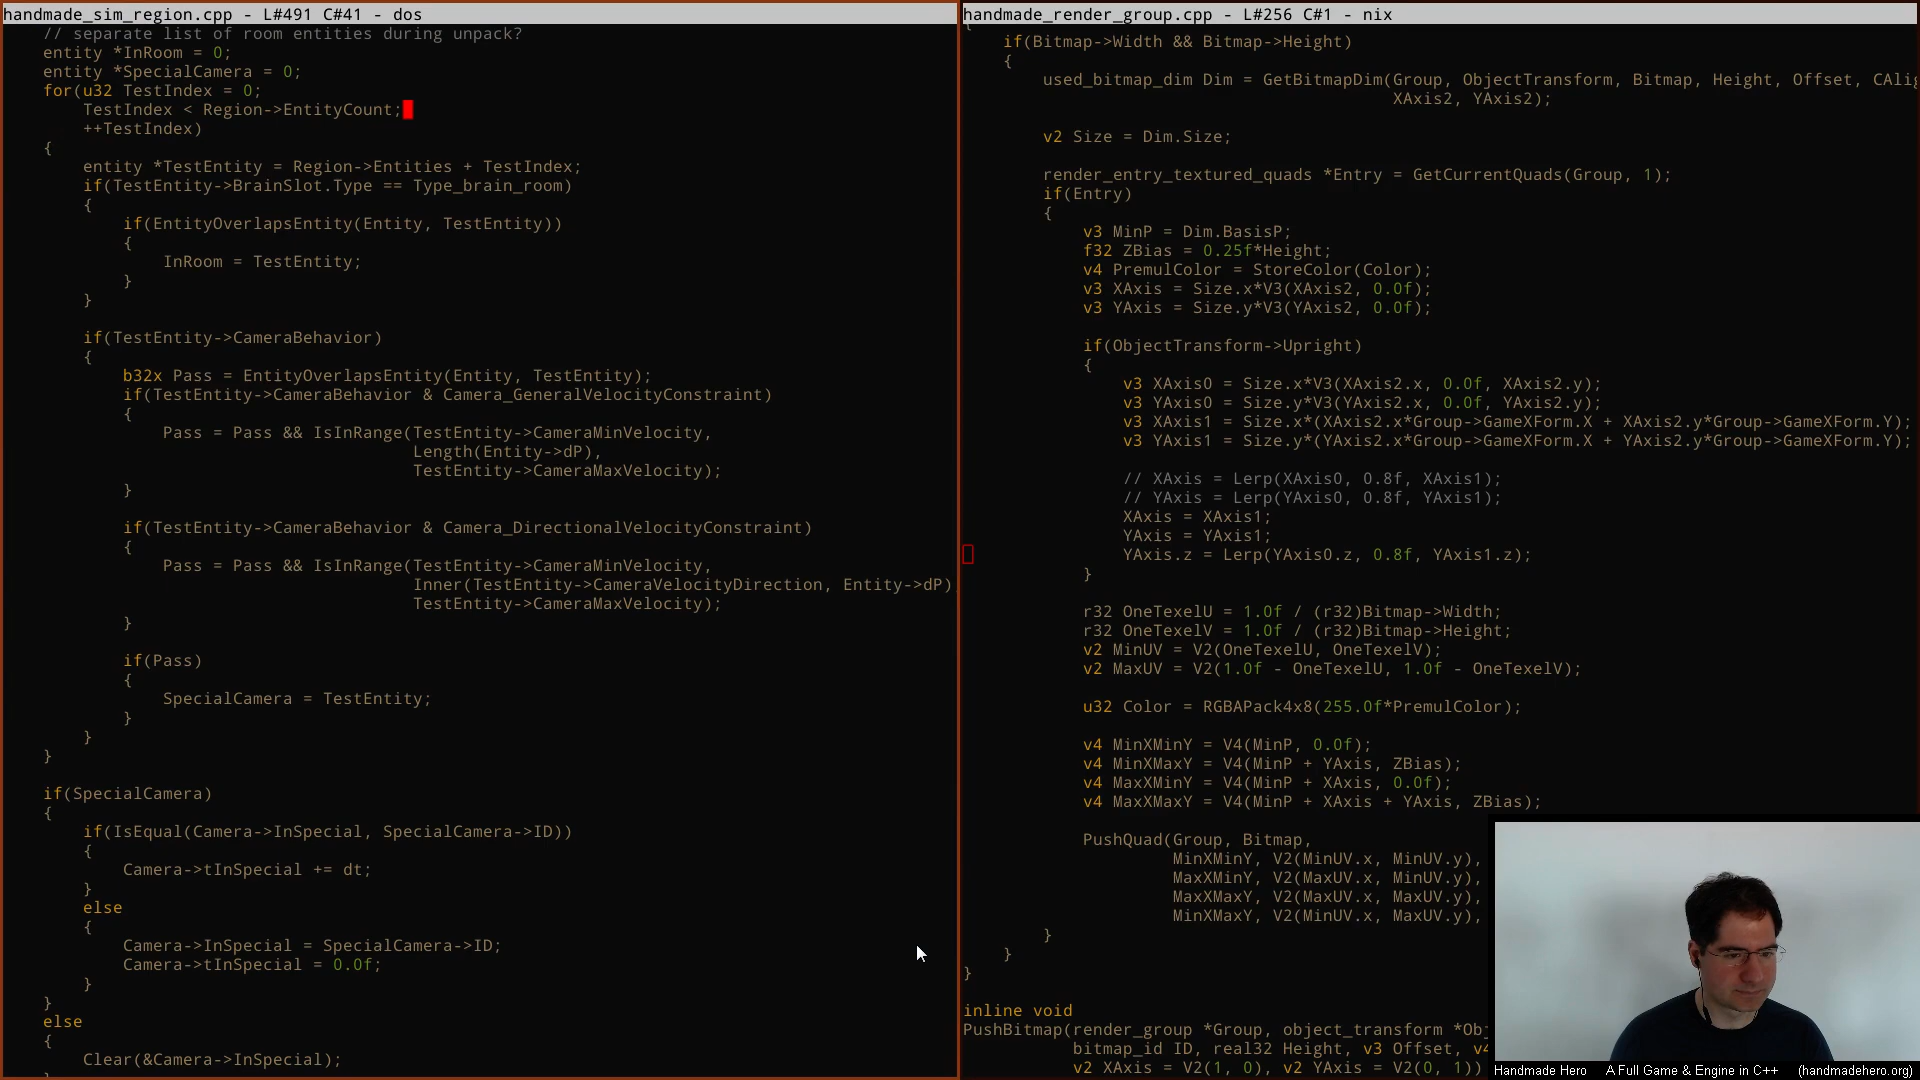 handmade_sim_region.cpp - L#491 C#41 - dos
// separate list of room entities during unpack?
entity *InRoom = 0;
entity *SpecialCamera = 0;
for(u32 TestIndex = 0;
TestIndex < Region->EntityCount;
++TestIndex)
{
entity *TestEntity = Region->Entities + TestIndex;
if(TestEntity->BrainSlot.Type == Type_brain_room)
{
if(EntityOverlapsEntity(Entity, TestEntity))
{
InRoom = TestEntity;
}
}
if(TestEntity->CameraBehavior)
{
b32x Pass = EntityOverlapsEntity(Entity, TestEntity);
if(TestEntity->CameraBehavior & Camera_GeneralVelocityConstraint)
{
Pass = Pass && IsInRange(TestEntity->CameraMinVelocity,
Length(Entity->dP),
TestEntity->CameraMaxVelocity);
}
if(TestEntity->CameraBehavior & Camera_DirectionalVelocityConstraint)
{
Pass = Pass && IsInRange(TestEntity->CameraMinVelocity,
Inner(TestEntity->CameraVelocityDirection, Entity->dP)
TestEntity->CameraMaxVelocity);
}
if(Pass)
{
SpecialCamera = TestEntity;
}
}
}
if(SpecialCamera)
{
if(IsEqual(Camera->InSpecial, SpecialCamera->ID))
{
Camera->tInSpecial += dt;
}
else
{
Camera->InSpecial = SpecialCamera->ID;
Camera->tInSpecial = 0.0f;
}
}
else
{
Clear(&Camera->InSpecial);
handmade_render_group.cpp - L#256 C#1 - nix
{
if(Bitmap->Width && Bitmap->Height)
{
used_bitmap_dim Dim = GetBitmapDim(Group, ObjectTransform, Bitmap, Height, Offset, CAlig
XAxis2, YAxis2);
v2 Size = Dim.Size;
render_entry_textured_quads *Entry = GetCurrentQuads(Group, 1);
if(Entry)
{
v3 MinP = Dim.BasisP;
f32 ZBias = 0.25f*Height;
v4 PremulColor = StoreColor(Color);
v3 XAxis = Size.x*V3(XAxis2, 0.0f);
v3 YAxis = Size.y*V3(YAxis2, 0.0f);
if(ObjectTransform->Upright)
{
v3 XAxis0 = Size.x*V3(XAxis2.x, 0.0f, XAxis2.y);
v3 YAxis0 = Size.y*V3(YAxis2.x, 0.0f, YAxis2.y);
v3 XAxis1 = Size.x*(XAxis2.x*Group->GameXForm.X + XAxis2.y*Group->GameXForm.Y);
v3 YAxis1 = Size.y*(YAxis2.x*Group->GameXForm.X + YAxis2.y*Group->GameXForm.Y);
// XAxis = Lerp(XAxis0, 0.8f, XAxis1);
// YAxis = Lerp(YAxis0, 0.8f, YAxis1);
XAxis = XAxis1;
YAxis = YAxis1;
YAxis.z = Lerp(YAxis0.z, 0.8f, YAxis1.z);
}
r32 OneTexelU = 1.0f / (r32)Bitmap->Width;
r32 OneTexelV = 1.0f / (r32)Bitmap->Height;
v2 MinUV = V2(OneTexelU, OneTexelV);
v2 MaxUV = V2(1.0f - OneTexelU, 1.0f - OneTexelV);
u32 Color = RGBAPack4x8(255.0f*PremulColor);
v4 MinXMinY = V4(MinP, 0.0f);
v4 MinXMaxY = V4(MinP + YAxis, ZBias);
v4 MaxXMinY = V4(MinP + XAxis, 0.0f);
v4 MaxXMaxY = V4(MinP + XAxis + YAxis, ZBias);
PushQuad(Group, Bitmap,
MinXMinY, V2(MinUV.x, MinUV.y),
MaxXMinY, V2(MaxUV.x, MinUV.y),
MaxXMaxY, V2(MaxUV.x, MaxUV.y),
MinXMaxY, V2(MinUV.x, MaxUV.y),
}
}
}
inline void
PushBitmap(render_group *Group, object_transform *Obj
bitmap_id ID, real32 Height, v3 Offset, v4
v2 XAxis = V2(1, 0), v2 YAxis = V2(0, 1))
Handmade Hero A Full Game & Engine in C++ (handmadehero.org)